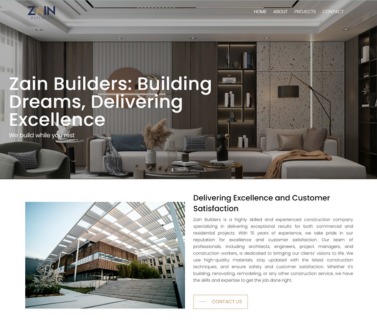 ZAIN
HOME ABOUT PROJECTS CONTACT
Zain Builders: Building
Dreams, Delivering
Excellence
We build while you rest
Delivering Excellence and Customer
Satisfaction
Zain Builders is a highly skilled and experienced construction company
specializing in delivering exceptional results for both commercial and
residential projects. With 15 years of experience, we take pride in our
reputation for excellence and customer satisfaction. Our team of
professionals, including architects, engineers, project managers, and
construction workers, is dedicated to bringing our clients' visions to life. We
use high-quality materials, stay updated with the latest construction
techniques, and ensure safety and customer satisfaction. Whether it's
building, renovating, remodeling, or any other construction service, we have
the skills and expertise to get the job done right.
CONTACT US